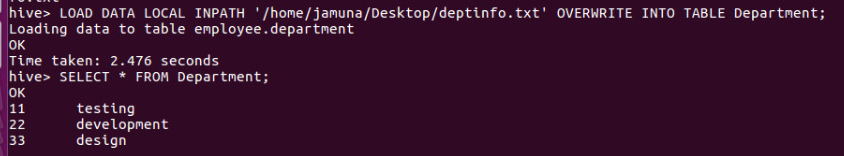 hive> LOAD DATA LOCAL INPATH '/home/jamuna/Desktop/deptinfo.txt' OVERWRITE INTO TABLE Department;
Loading data to table employee.department
OK
Time taken: 2.476 seconds
hive> SELECT * FROM Department;
OK
11 testing
22 development
33 design